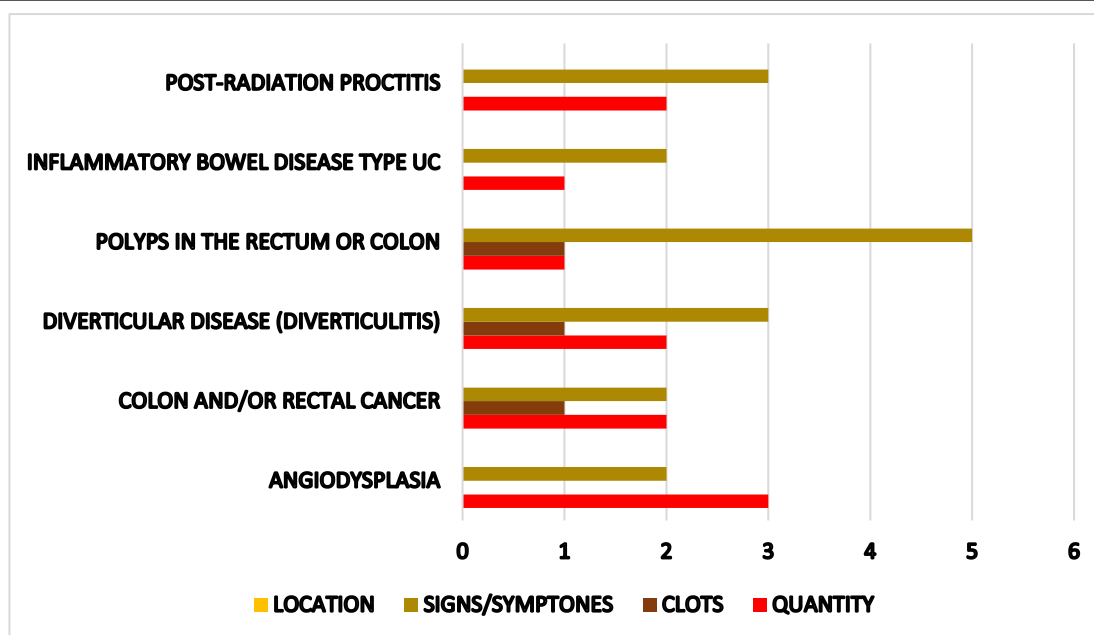 POST-RADIATION PROCTITIS
INFLAMMATORY BOWEL DISEASE TYPE UC
POLYPS IN THE RECTUM OR COLON
DIVERTICULAR DISEASE (DIVERTICULITIS)
COLON AND/OR RECTAL CANCER
ANGIODYSPLASIA
0 1 2 3 4 5 6
LOCATION SIGNS/SYMPTONES CLOTS QUANTITY